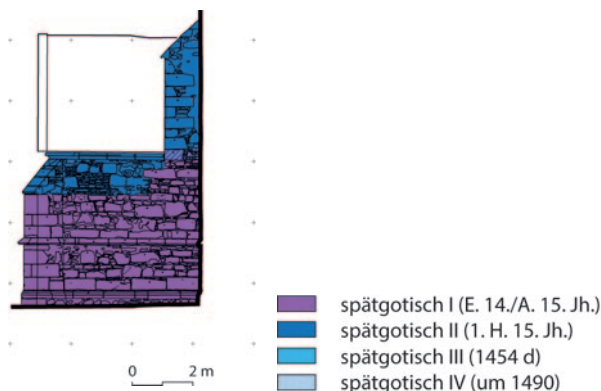 0 2 m
spätgotisch I (E. 14./A. 15. Jh.)
spätgotisch II (1. H. 15. Jh.)
spätgotisch III (1454 d)
spätgotisch IV (um 1490)